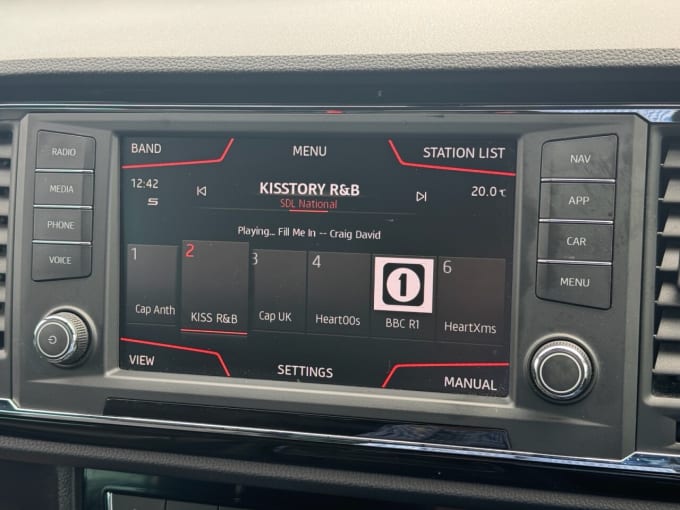 RADIO
MEDIA
PHONE
VOICE
BAND
MENU
STATION LIST
12:42
S
KISSTORY R&B
SDL National
20.0°C
Playing... Fill Me In -- Craig David
1
2
3
4
1
6
Cap Anth
KISS R&B
Cap UK
Heart00s
BBC R1
HeartXms
VIEW
SETTINGS
MANUAL
NAV
APP
CAR
MENU